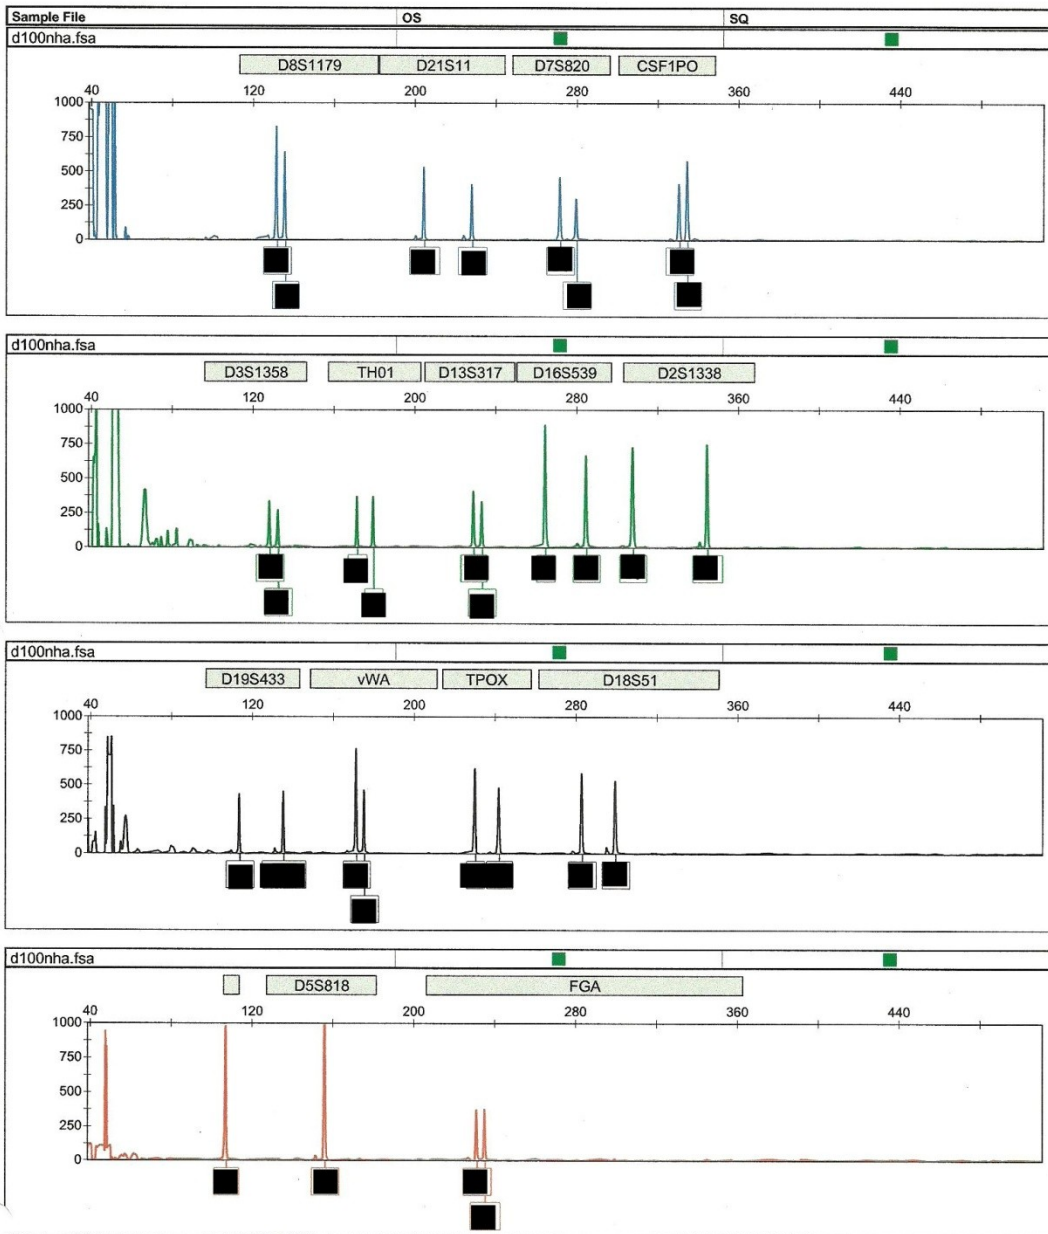 Sample File OS SQ
d100nha.fsa
D8S1179 D21S11 D7S820 CSF1PO
40 120 200 280 360 440
1000
750
500
250
0
d100nha.fsa
D3S1358 TH01 D13S317 D16S539 D2S1338
40 120 200 280 360 440
1000
750
500
250
0
d100nha.fsa
D19S433 vWA TPOX D18S51
40 120 200 280 360 440
1000
750
500
250
0
d100nha.fsa
D5S818 FGA
40 120 200 280 360 440
1000
750
500
250
0